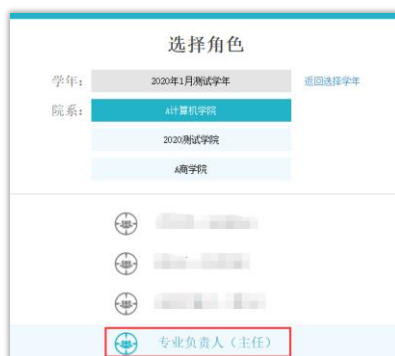 选择角色
学年： 2020年1月测试学年 返回选择学年
院系： A计算机学院
2020测试学院
A商学院
专业负责人（主任）